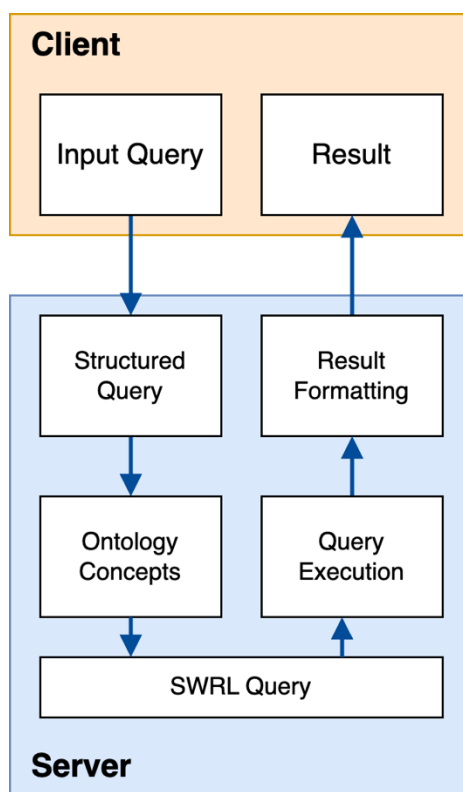 Client
Input Query
Result
Structured
Query
Result
Formatting
Ontology
Concepts
Query
Execution
SWRL Query
Server